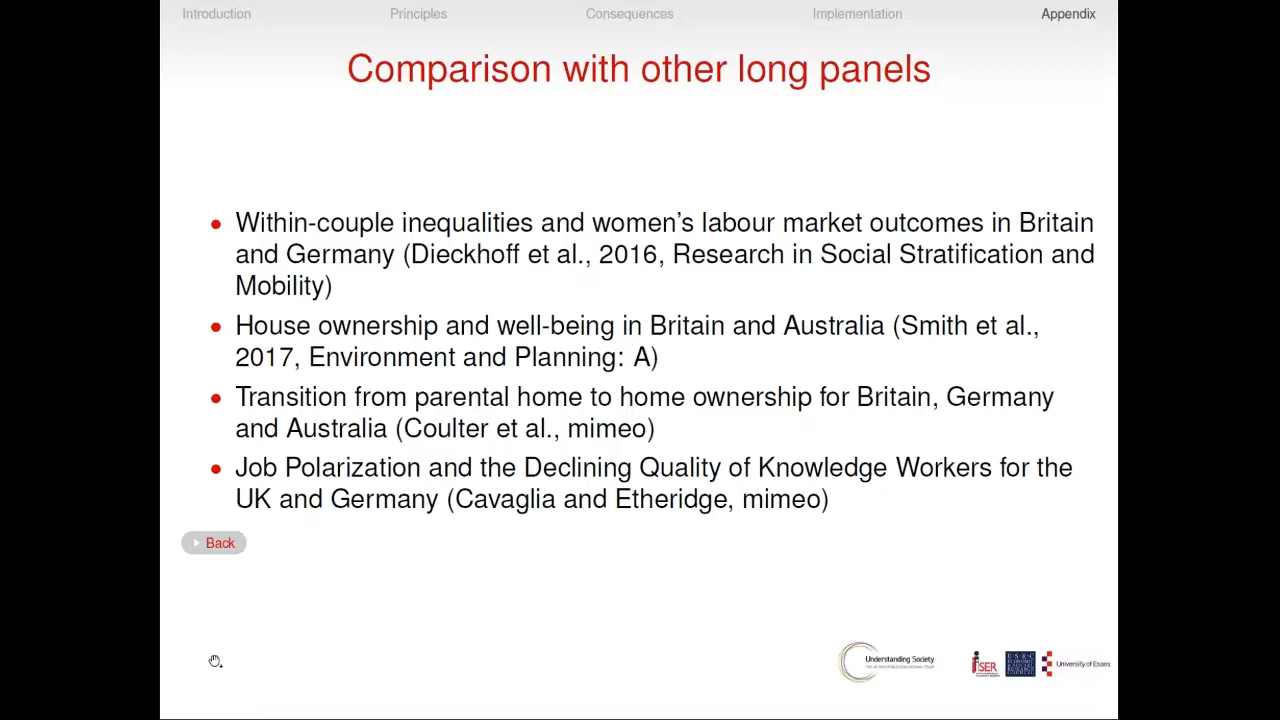 Introduction Principles Consequences Implementation Appendix
Comparison with other long panels
Within-couple inequalities and women's labour market outcomes in Britain
and Germany (Dieckhoff et al., 2016, Research in Social Stratification and
Mobility)
House ownership and well-being in Britain and Australia (Smith et al.,
2017, Environment and Planning: A)
Transition from parental home to home ownership for Britain, Germany
and Australia (Coulter et al., mimeo)
Job Polarization and the Declining Quality of Knowledge Workers for the
UK and Germany (Cavaglia and Etheridge, mimeo)
Back
Understanding Society
iSER
E·S·R·C
ECONOMIC
& SOCIAL
RESEARCH
COUNCIL
University of Essex